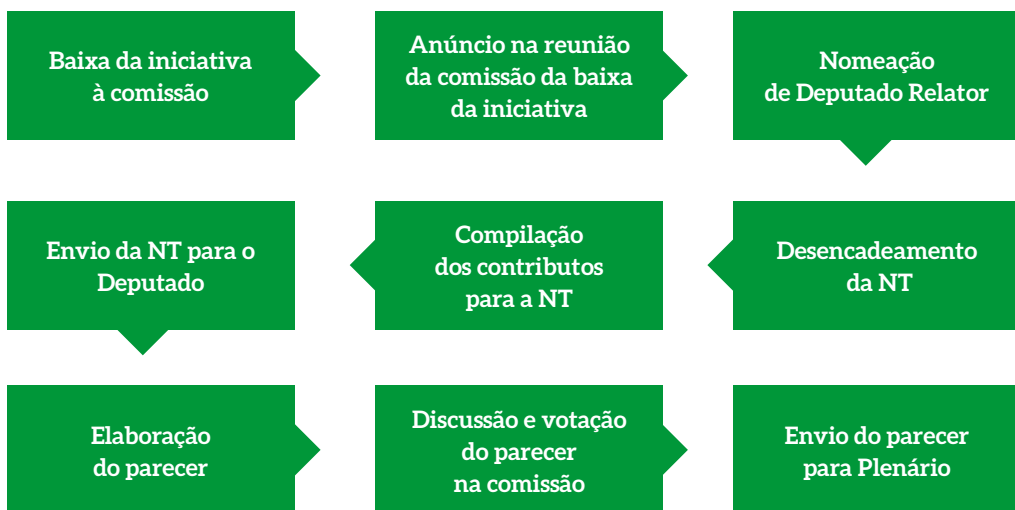 Baixa da iniciativa
à comissão
Anúncio na reunião
da comissão da baixa
da iniciativa
Nomeação
de Deputado Relator
Desencadeamento
da NT
Compilação
dos contributos
para a NT
Envio da NT para o
Deputado
Elaboração
do parecer
Discussão e votação
do parecer
na comissão
Envio do parecer
para Plenário